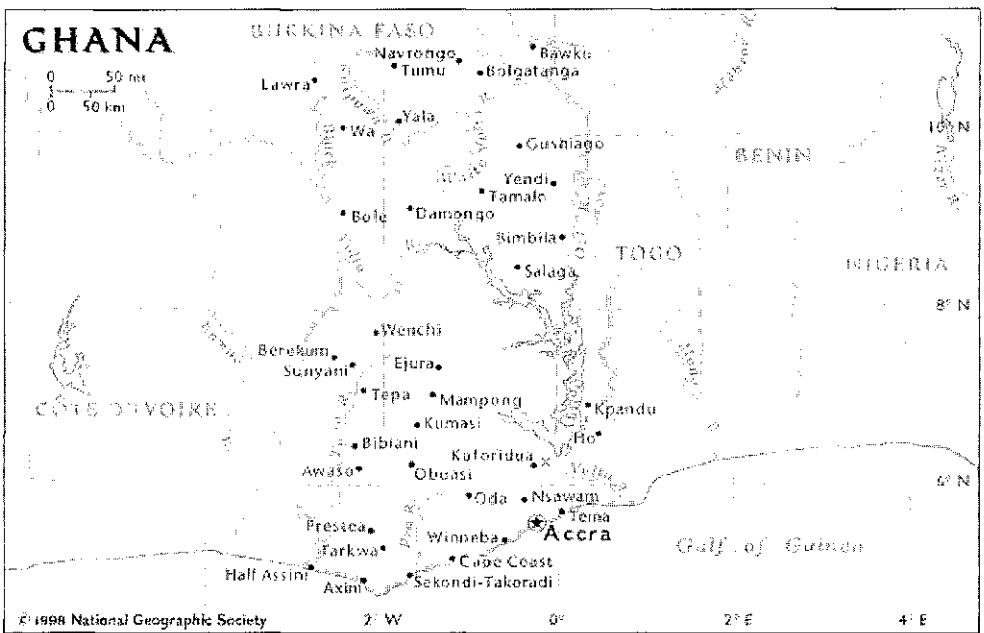 GHANA
BURKINA FASO
0 50 mi
0 50 km
Navrongo
Tumu
Bawku
Bolgatanga
Lawra
Wa
Yala
10° N
Gushiago
BENIN
Yendi
Tamale
Bole
Damongo
Bimbila
TOGO
NIGERIA
Salaga
8° N
Wenchi
Berekum
Sunyani
Ejura
Tepa
Mampong
Kpandu
CÔTE D'IVOIRE
Kumasi
Ho
Bibiani
Koforidua
Awaso
Obuasi
6° N
Oda
Nsawam
Tema
Prestea
Winneba
Accra
Tarkwa
Gulf of Guinea
Cape Coast
Half Assini
Axim
Sekondi-Takoradi
© 1998 National Geographic Society
2° W
0°
2° E
4° E